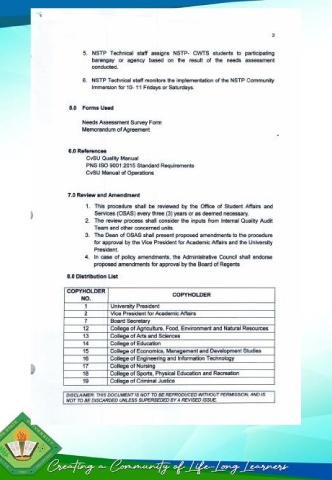 3
5. NSTP Technical staff assigns NSTP- CWTS students to participating
barangay or agency based on the result of the needs assessment
conducted.
6. NSTP Technical staff monitors the implementation of the NSTP Community
Immersion for 10- 11 Fridays or Saturdays.
5.0 Forms Used
Needs Assessment Survey Form
Memorandum of Agreement
6.0 References
CvSU Quality Manual
PNS ISO 9001:2015 Standard Requirements
CvSU Manual of Operations
7.0 Review and Amendment
1. This procedure shall be reviewed by the Office of Student Affairs and
Services (OSAS) every three (3) years or as deemed necessary.
2. The review process shall consider the inputs from Internal Quality Audit
Team and other concerned units.
3. The Dean of OSAS shall present proposed amendments to the procedure
for approval by the Vice President for Academic Affairs and the University
President.
4. In case of policy amendments, the Administrative Council shall endorse
proposed amendments for approval by the Board of Regents
8.0 Distribution List
COPYHOLDER NO. COPYHOLDER
1 University President
2 Vice President for Academic Affairs
7 Board Secretary
12 College of Agriculture, Food, Environment and Natural Resources
13 College of Arts and Sciences
14 College of Education
15 College of Economics, Management and Development Studies
16 College of Engineering and Information Technology
17 College of Nursing
18 College of Sports, Physical Education and Recreation
19 College of Criminal Justice
DISCLAIMER: THIS DOCUMENT IS NOT TO BE REPRODUCED WITHOUT PERMISSION, AND IS
NOT TO BE DISCARDED UNLESS SUPERSEDED BY A REVISED ISSUE.
Creating a Community of Life-Long Learners